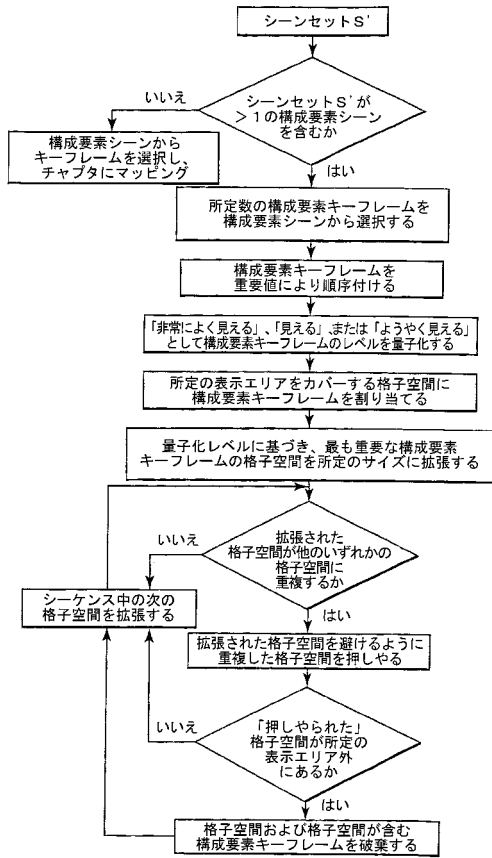 シーンセットS'
シーンセットS'が
>1の構成要素シーン
を含むか
いいえ
構成要素シーンから
キーフレームを選択し、
チャプタにマッピング
はい
所定数の構成要素キーフレームを
構成要素シーンから選択する
構成要素キーフレームを
重要値により順序付ける
「非常によく見える」、「見える」、または「ようやく見える」
として構成要素キーフレームのレベルを量子化する
所定の表示エリアをカバーする格子空間に
構成要素キーフレームを割り当てる
量子化レベルに基づき、最も重要な構成要素
キーフレームの格子空間を所定のサイズに拡張する
拡張された
格子空間が他のいずれかの
格子空間に
重複するか
いいえ
シーケンス中の次の
格子空間を拡張する
はい
拡張された格子空間を避けるように
重複した格子空間を押しやる
「押しやられた」
格子空間が所定の
表示エリア外
にあるか
いいえ
はい
格子空間および格子空間が含む
構成要素キーフレームを破棄する